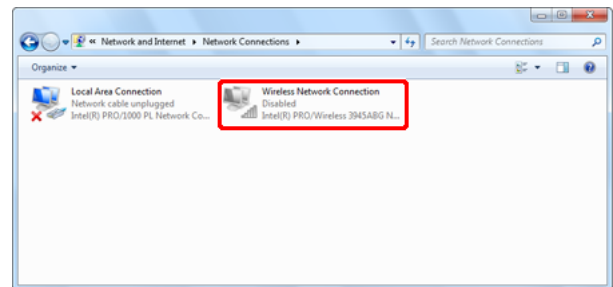 « Network and Internet ▸ Network Connections ▸
Search Network Connections
Organize
Local Area Connection
Network cable unplugged
Intel(R) PRO/1000 PL Network Co...
Wireless Network Connection
Disabled
Intel(R) PRO/Wireless 3945ABG N...